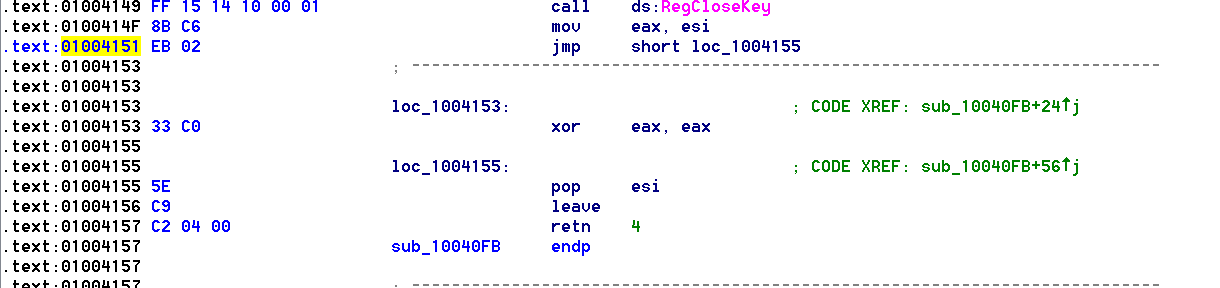 .text:01004149 FF 15 14 10 00 01 call ds:RegCloseKey
.text:0100414F 8B C6 mov eax, esi
.text:01004151 EB 02 jmp short loc_1004155
.text:01004153 ; ---------------------------------------------------------------------------
.text:01004153
.text:01004153 loc_1004153: ; CODE XREF: sub_10040FB+24↑j
.text:01004153 33 C0 xor eax, eax
.text:01004155
.text:01004155 loc_1004155: ; CODE XREF: sub_10040FB+56↑j
.text:01004155 5E pop esi
.text:01004156 C9 leave
.text:01004157 C2 04 00 retn 4
.text:01004157 sub_10040FB endp
.text:01004157
.text:01004157 ; ---------------------------------------------------------------------------